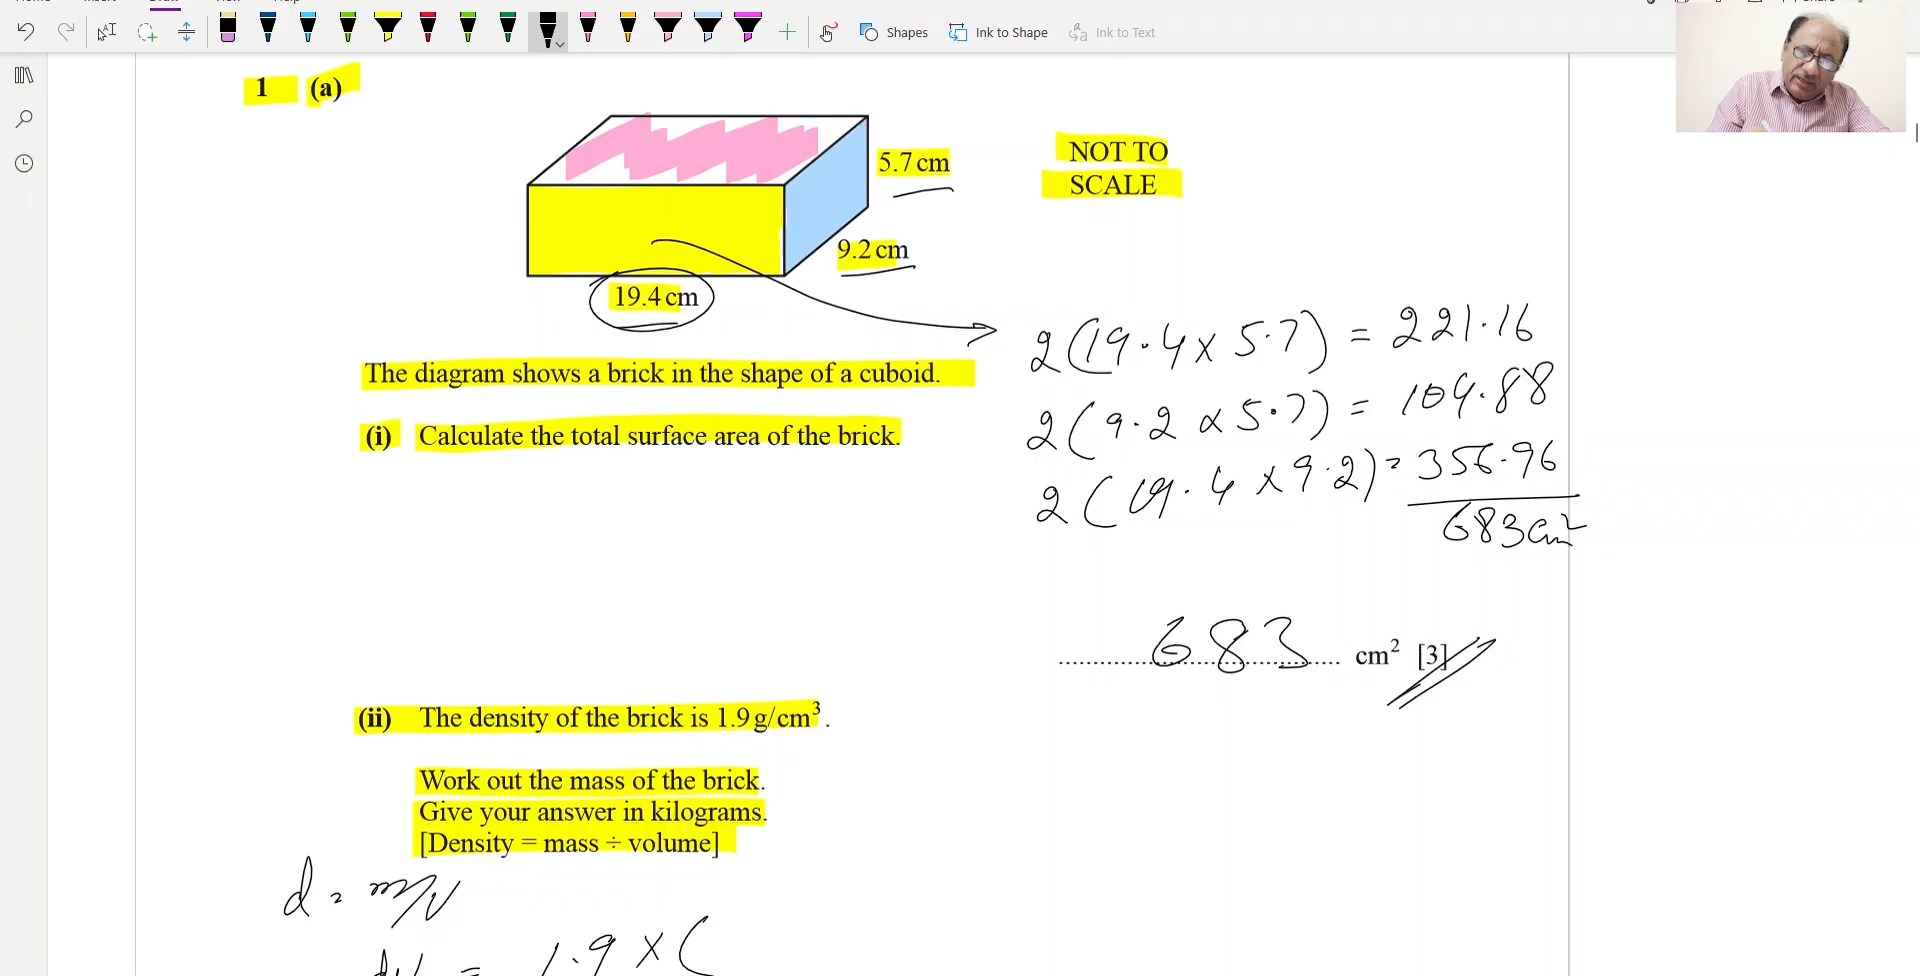 Shapes
Ink to Shape
Ink to Text
1 (a)
5.7 cm
9.2 cm
19.4 cm
NOT TO
SCALE
2(19.4 x 5.7) = 221.16
2(9.2 x 5.7) = 104.88
2(19.4 x 9.2) = 356.96
683 cm²
The diagram shows a brick in the shape of a cuboid.
(i) Calculate the total surface area of the brick.
683 cm² [3]
(ii) The density of the brick is 1.9 g/cm³.
Work out the mass of the brick.
Give your answer in kilograms.
[Density = mass ÷ volume]
d = m/V
= 1.9 x (